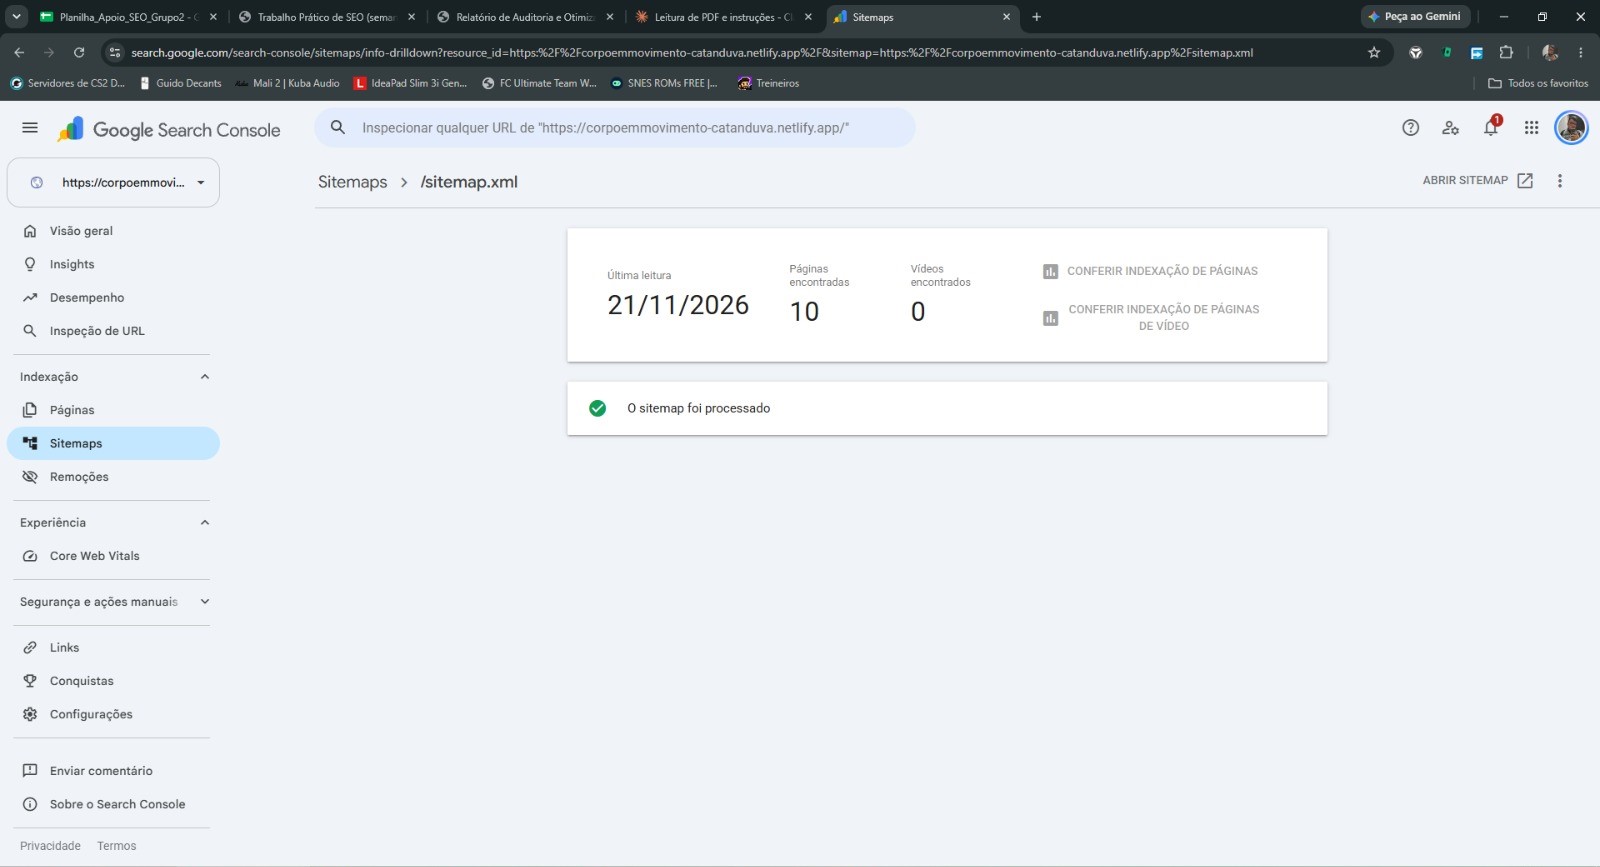 Planilha_Apoio_SEO_Grupo2 - G
Trabalho Prático de SEO (semar
Relatório de Auditoria e Otimiz
Leitura de PDF e instruções - Cl
Sitemaps
Peça ao Gemini
search.google.com/search-console/sitemaps/info-drilldown?resource_id=https:%2F%2Fcorpoemmovimento-catanduva.netlify.app%2F&sitemap=https:%2F%2Fcorpoemmovimento-catanduva.netlify.app%2Fsitemap.xml
Servidores de CS2 D...
Guido Decants
Mali 2 | Kuba Audio
IdeaPad Slim 3i Gen...
FC Ultimate Team W...
SNES ROMs FREE |...
Treineiros
Todos os favoritos
Google Search Console
Inspecionar qualquer URL de "https://corpoemmovimento-catanduva.netlify.app/"
1
https://corpoemmovi...
Sitemaps > /sitemap.xml
ABRIR SITEMAP
Visão geral
Insights
Desempenho
Inspeção de URL
Indexação
Páginas
Sitemaps
Remoções
Experiência
Core Web Vitals
Segurança e ações manuais
Links
Conquistas
Configurações
Enviar comentário
Sobre o Search Console
Privacidade
Termos
Última leitura
21/11/2026
Páginas
encontradas
10
Vídeos
encontrados
0
CONFERIR INDEXAÇÃO DE PÁGINAS
CONFERIR INDEXAÇÃO DE PÁGINAS
DE VÍDEO
O sitemap foi processado